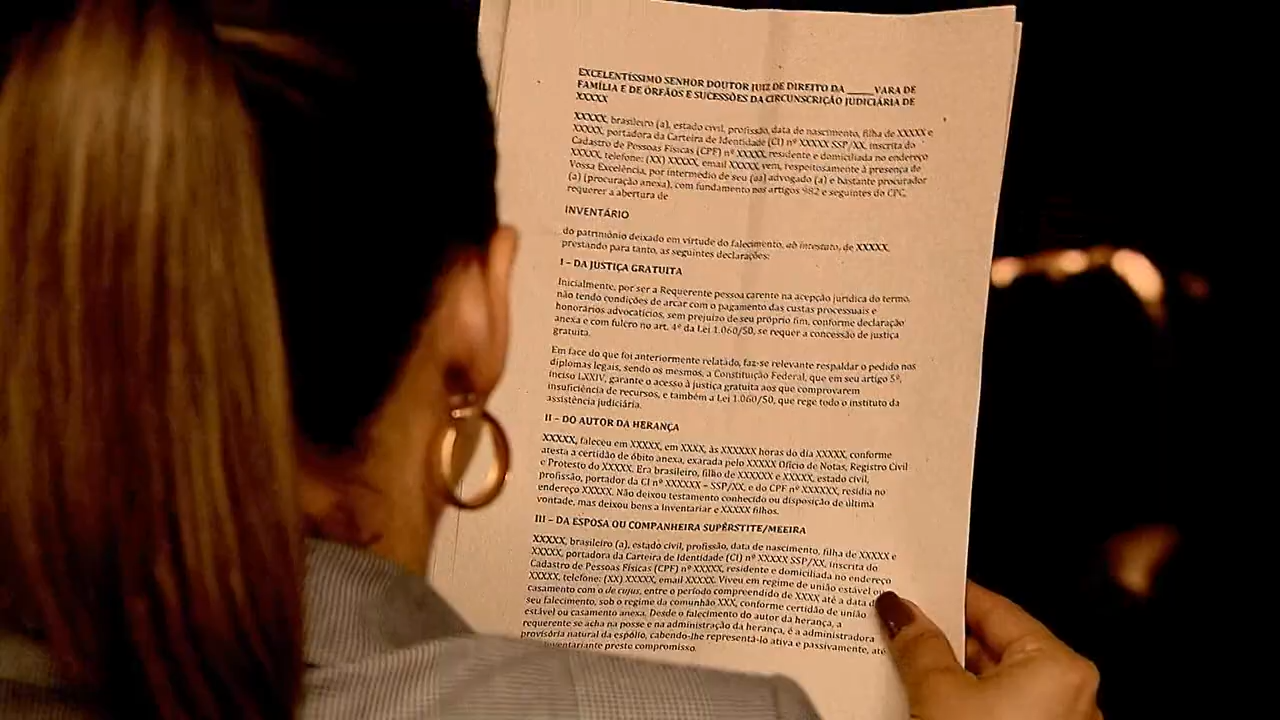 EXCELENTÍSSIMO SENHOR DOUTOR JUIZ DE DIREITO DA _____VARA DE
FAMÍLIA E DE ÓRFÃOS E SUCESSÕES DA CIRCUNSCRIÇÃO JUDICIÁRIA DE
XXXXX
XXXXX, brasileiro (a), estado civil, profissão, data de nascimento, filha de XXXXX e
XXXXX, portadora da Carteira de Identidade (CI) nº XXXXX SSP/XX, inscrita do
Cadastro de Pessoas Físicas (CPF) nº XXXXX, residente e domiciliada no endereço
XXXXX, telefone: (XX) XXXXX, email XXXXX, vem, respeitosamente à presença de
Vossa Excelência, por intermédio de seu (ua) advogado (a) e bastante procurador
(a) (procuração anexa), com fundamento nos artigos 982 e seguintes do CPC,
requerer a abertura de
INVENTÁRIO
do patrimônio deixado em virtude do falecimento, ab intestato, de XXXXX,
prestando para tanto, as seguintes declarações:
I – DA JUSTIÇA GRATUITA
Inicialmente, por ser a Requerente pessoa carente na acepção jurídica do termo,
não tendo condições de arcar com o pagamento das custas processuais e
honorários advocatícios, sem prejuízo de seu próprio fim, conforme declaração
anexa e com fulcro no art. 4º da Lei 1.060/50, se requer a concessão de justiça
gratuita.
Em face do que foi anteriormente relatado, faz-se relevante respaldar o pedido nos
diplomas legais, sendo os mesmos, a Constituição Federal, que em seu artigo 5º,
inciso LXXIV, garante o acesso à justiça gratuita aos que comprovarem
insuficiência de recursos, e também a Lei 1.060/50, que rege todo o instituto da
assistência judiciária.
II – DO AUTOR DA HERANÇA
XXXXX, faleceu em XXXXX, em XXXX, às XXXXXX horas do dia XXXXX, conforme
atesta a certidão de óbito anexa, exarada pelo XXXXX Ofício de Notas, Registro Civil
e Protesto do XXXXX. Era brasileiro, filho de XXXXXX e XXXXX, estado civil,
profissão, portador da CI nº XXXXXX – SSP/XX, e do CPF nº XXXXXX, residia no
endereço XXXXX. Não deixou testamento conhecido ou disposição de última
vontade, mas deixou bens a Inventariar e XXXXX filhos.
III – DA ESPOSA OU COMPANHEIRA SUPÉRSTITE/MEEIRA
XXXXX, brasileiro (a), estado civil, profissão, data de nascimento, filha de XXXXX e
XXXXX, portadora da Carteira de Identidade (CI) nº XXXXX SSP/XX, inscrita do
Cadastro de Pessoas Físicas (CPF) nº XXXXX, residente e domiciliada no endereço
XXXXX, telefone: (XX) XXXXX, email XXXXX. Viveu em regime de união estável ou
casamento com o de cujus, entre o período compreendido de XXXX até a data d
seu falecimento, sob o regime da comunhão XXX, conforme certidão de união
estável ou casamento anexa. Desde o falecimento do autor da herança, a
requerente se acha na posse e na administração da herança, é a administradora
provisória natural da espólio, cabendo-lhe representá-lo ativa e passivamente, até
inventariante preste compromisso.